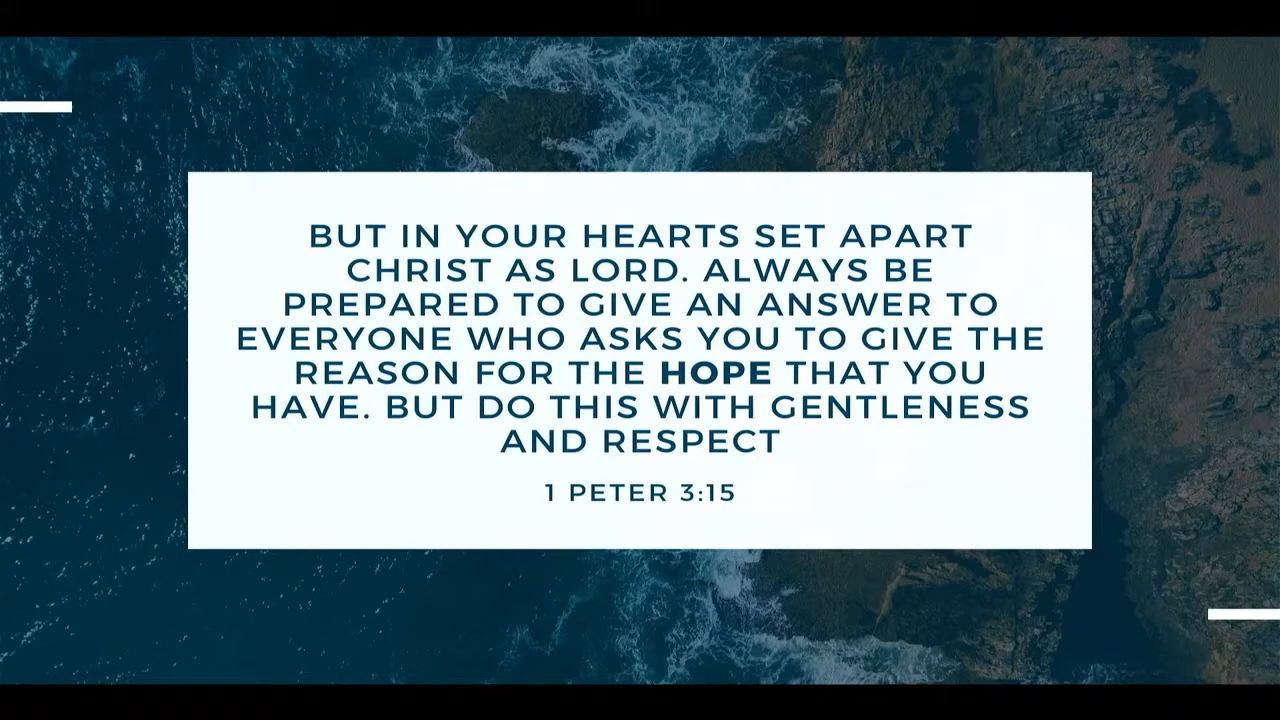 BUT IN YOUR HEARTS SET APART
CHRIST AS LORD. ALWAYS BE
PREPARED TO GIVE AN ANSWER TO
EVERYONE WHO ASKS YOU TO GIVE THE
REASON FOR THE HOPE THAT YOU
HAVE. BUT DO THIS WITH GENTLENESS
AND RESPECT
1 PETER 3:15